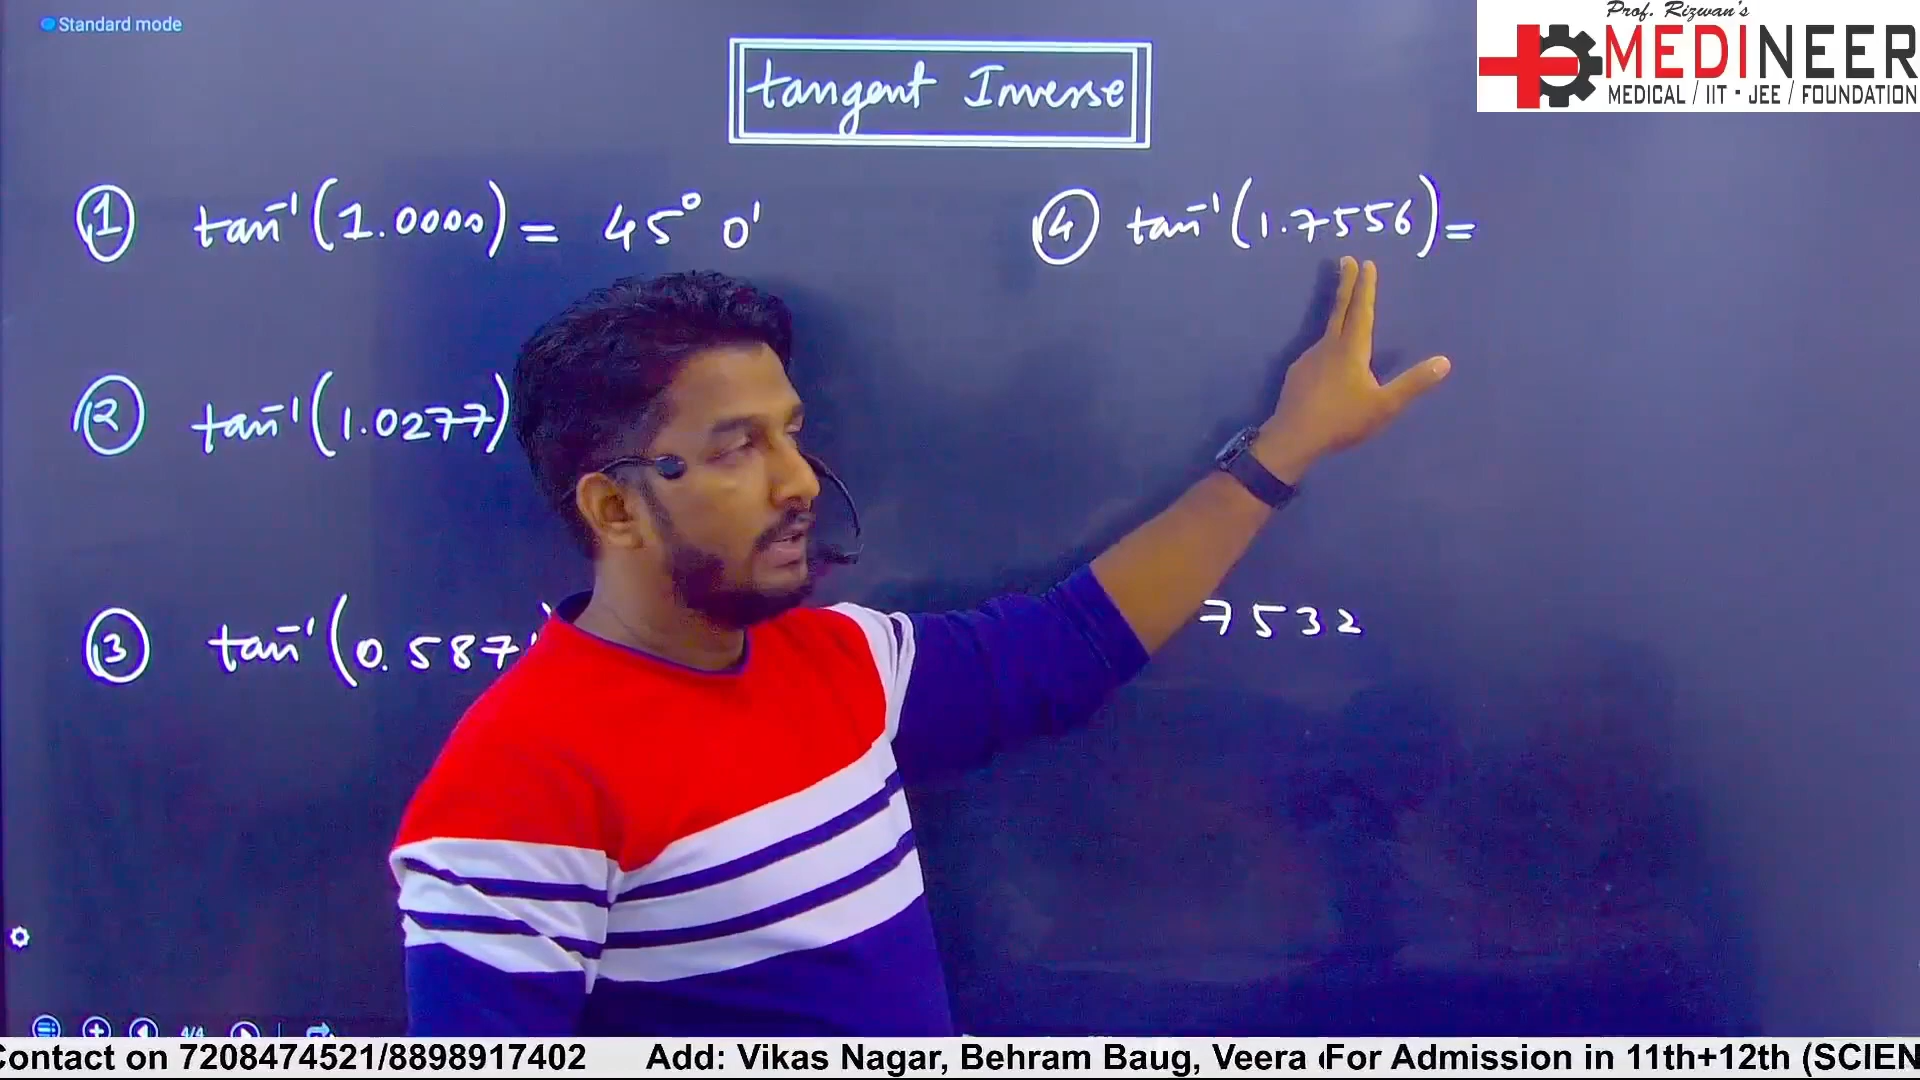 Standard mode
Prof. Rizwan's
MEDINEER
MEDICAL / IIT - JEE / FOUNDATION
tangent Inverse
① tan⁻¹(1.0000) = 45° 0'
② tan⁻¹(1.0277)
③ tan⁻¹(0.587
④ tan⁻¹(1.7556) =
7532
4/4
Contact on 7208474521/8898917402 Add: Vikas Nagar, Behram Baug, Veera For Admission in 11th+12th (SCIEN